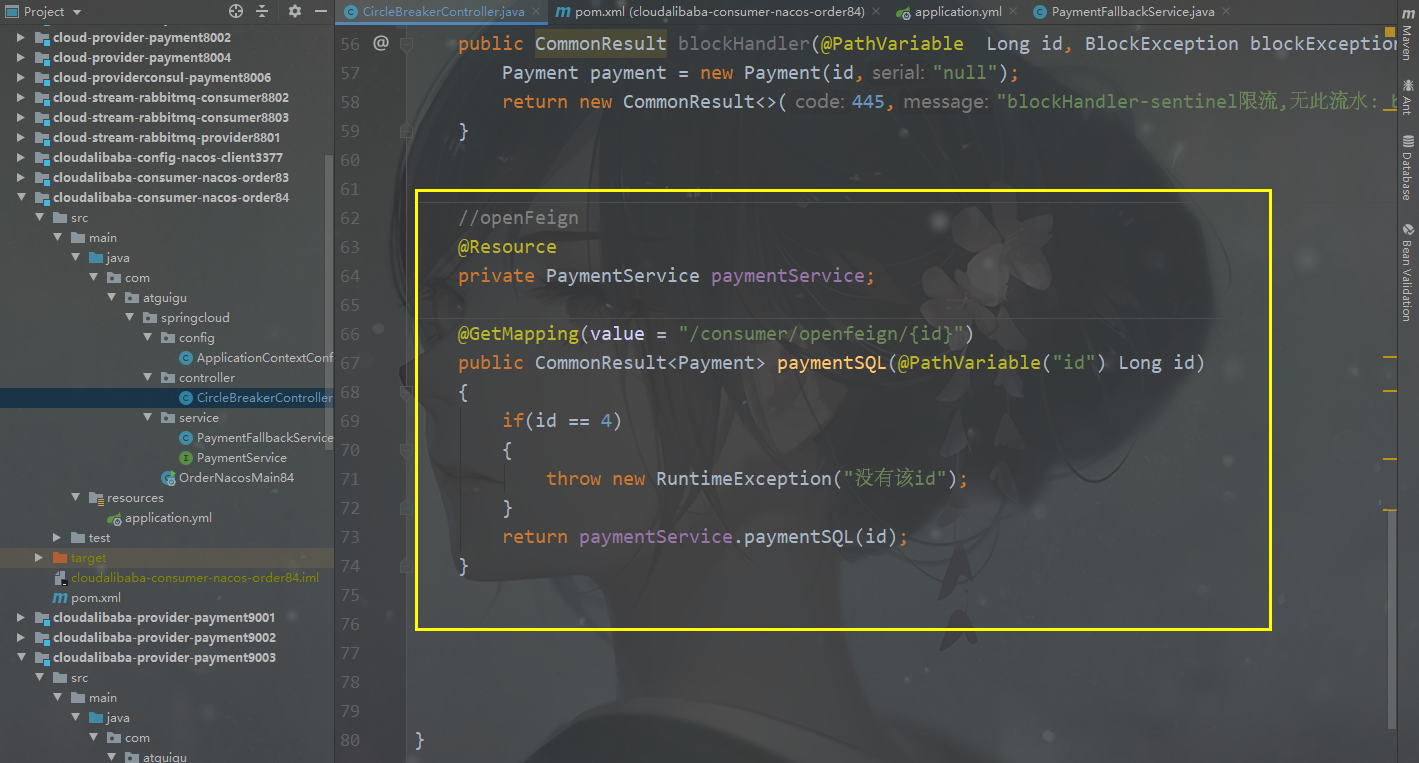 Project
CircleBreakerController.java
pom.xml (cloudalibaba-consumer-nacos-order84)
application.yml
PaymentFallbackService.java
cloud-provider-payment8002
cloud-provider-payment8004
cloud-providerconsul-payment8006
cloud-stream-rabbitmq-consumer8802
cloud-stream-rabbitmq-consumer8803
cloud-stream-rabbitmq-provider8801
cloudalibaba-config-nacos-client3377
cloudalibaba-consumer-nacos-order83
cloudalibaba-consumer-nacos-order84
src
main
java
com
atguigu
springcloud
config
ApplicationContextConf
controller
CircleBreakerController
service
PaymentFallbackService
PaymentService
OrderNacosMain84
resources
application.yml
test
target
cloudalibaba-consumer-nacos-order84.iml
pom.xml
cloudalibaba-provider-payment9001
cloudalibaba-provider-payment9002
cloudalibaba-provider-payment9003
src
main
java
com
atguigu
56 @ public CommonResult blockHandler(@PathVariable Long id, BlockException blockException
57 Payment payment = new Payment(id, serial: "null");
58 return new CommonResult<>( code: 445, message: "blockHandler-sentinel限流,无此流水: b
59 }
60
61
62 //openFeign
63 @Resource
64 private PaymentService paymentService;
65
66 @GetMapping(value = "/consumer/openfeign/{id}")
67 public CommonResult<Payment> paymentSQL(@PathVariable("id") Long id)
68 {
69 if(id == 4)
70 {
71 throw new RuntimeException("没有该id");
72 }
73 return paymentService.paymentSQL(id);
74 }
75
76
77
78
79
80 }
m Maven
Ant
Database
Bean Validation